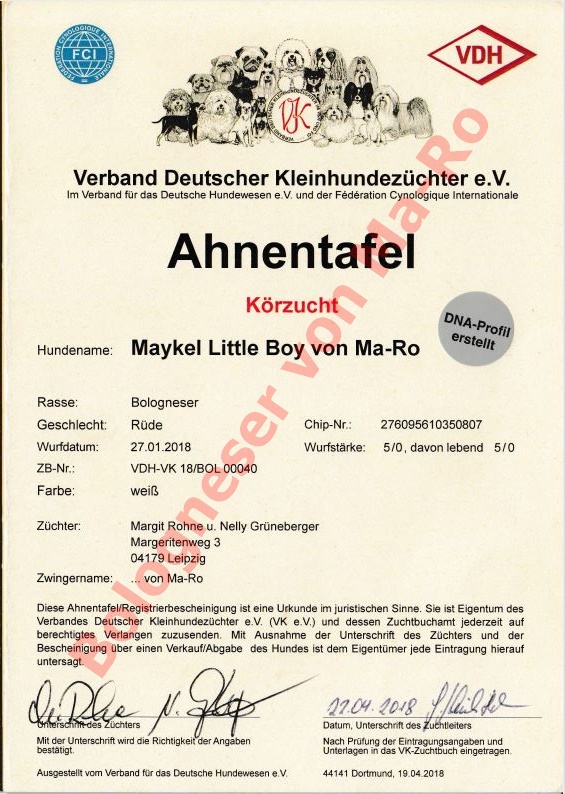 FEDERATION CYNOLOGIQUE INTERNATIONALE
FCI
VDH
VK
Verband Deutscher Kleinhundezüchter e.V.
Im Verband für das Deutsche Hundewesen e.V. und der Fédération Cynologique Internationale
Ahnentafel
Körzucht
DNA-Profil
erstellt
Hundename: Maykel Little Boy von Ma-Ro
Rasse: Bologneser
Geschlecht: Rüde Chip-Nr.: 276095610350807
Wurfdatum: 27.01.2018 Wurfstärke: 5/0, davon lebend 5/0
ZB-Nr.: VDH-VK 18/BOL 00040
Farbe: weiß
Züchter: Margit Rohne u. Nelly Grüneberger
Margeritenweg 3
04179 Leipzig
Zwingername: ... von Ma-Ro
Diese Ahnentafel/Registrierbescheinigung ist eine Urkunde im juristischen Sinne. Sie ist Eigentum des
Verbandes Deutscher Kleinhundezüchter e.V. (VK e.V.) und dessen Zuchtbuchamt jederzeit auf
berechtigtes Verlangen zuzusenden. Mit Ausnahme der Unterschrift des Züchters und der
Bescheinigung über einen Verkauf/Abgabe des Hundes ist dem Eigentümer jede Eintragung hierauf
untersagt.
27.04.2018
Unterschrift des Züchters Datum, Unterschrift des Zuchtleiters
Mit der Unterschrift wird die Richtigkeit der Angaben
bestätigt.
Nach Prüfung der Eintragungsangaben und
Unterlagen in das VK-Zuchtbuch eingetragen.
Ausgestellt vom Verband für das Deutsche Hundewesen e.V. 44141 Dortmund, 19.04.2018
Bologneser von Ma-Ro